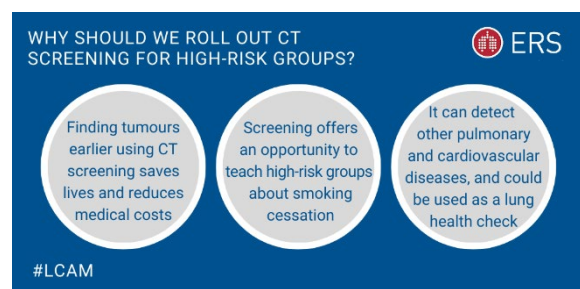 WHY SHOULD WE ROLL OUT CT
SCREENING FOR HIGH-RISK GROUPS?
ERS
Finding tumours
earlier using CT
screening saves
lives and reduces
medical costs
Screening offers
an opportunity to
teach high-risk groups
about smoking
cessation
It can detect
other pulmonary
and cardiovascular
diseases, and could
be used as a lung
health check
#LCAM